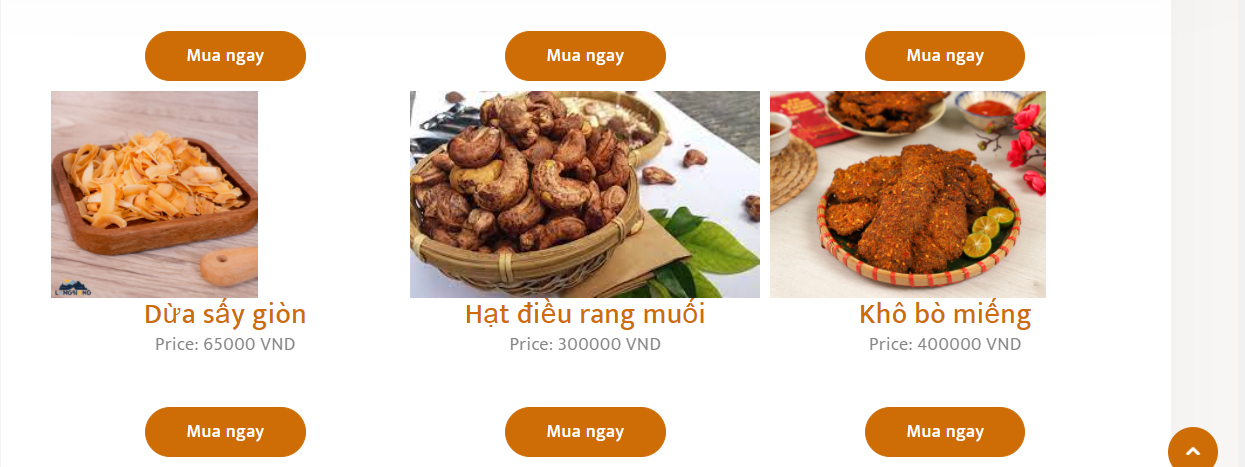 Mua ngay
Mua ngay
Mua ngay
Dừa sấy giòn
Hạt điều rang muối
Khô bò miếng
Price: 65000 VND
Price: 300000 VND
Price: 400000 VND
Mua ngay
Mua ngay
Mua ngay